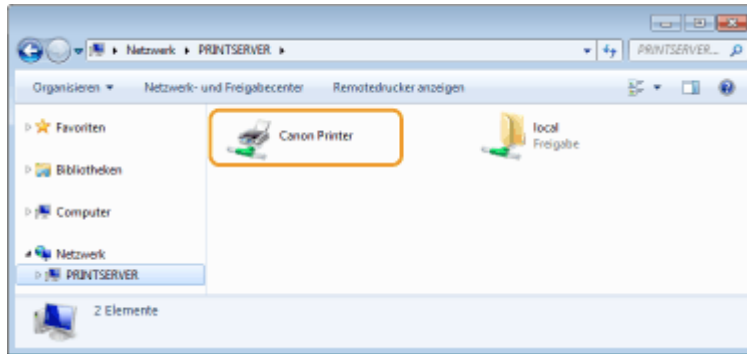 Netzwerk ▸ PRINTSERVER ▸
PRINTSERVER...
Organisieren
Netzwerk- und Freigabecenter
Remotedrucker anzeigen
Favoriten
Bibliotheken
Computer
Netzwerk
PRINTSERVER
Canon Printer
local
Freigabe
2 Elemente